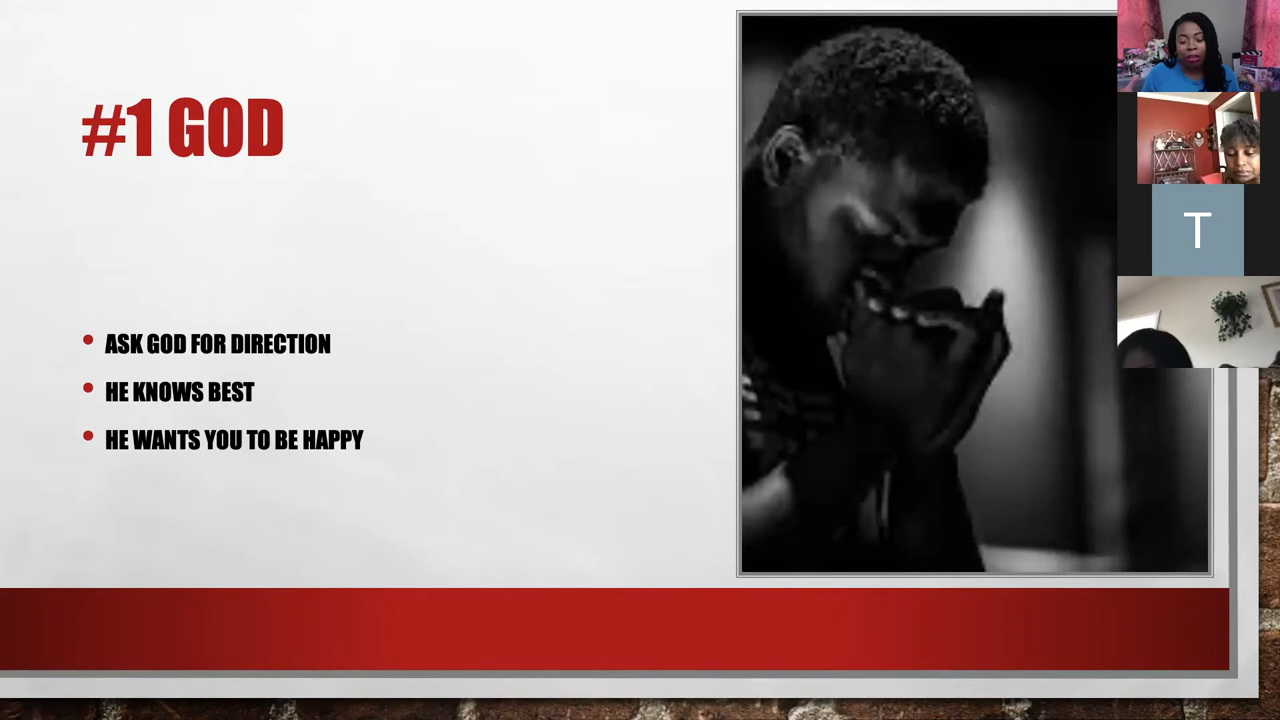 #1 GOD
ASK GOD FOR DIRECTION
HE KNOWS BEST
HE WANTS YOU TO BE HAPPY
T